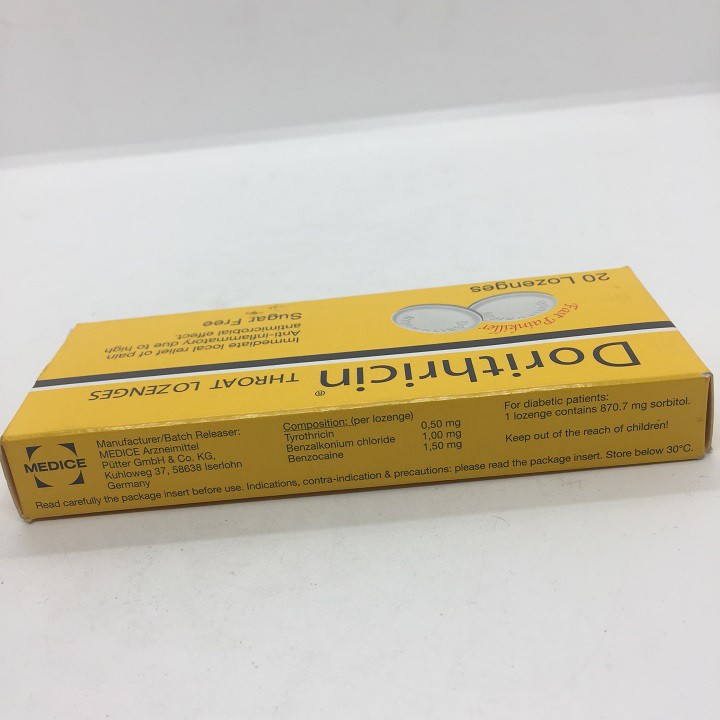 20 Lozenges
Fast Painkiller
Dorithricin®
THROAT LOZENGES
Immediate local relief of pain
Anti-inflammatory due to high
antimicrobial effect.
Sugar Free
MEDICE
Manufacturer/Batch Releaser:
MEDICE Arzneimittel
Pütter GmbH & Co. KG,
Kuhloweg 37, 58638 Iserlohn
Germany
Composition: (per lozenge)
Tyrothricin 0,50 mg
Benzalkonium chloride 1,00 mg
Benzocaine 1,50 mg
For diabetic patients:
1 lozenge contains 870.7 mg sorbitol.
Keep out of the reach of children!
Read carefully the package insert before use. Indications, contra-indication & precautions: please read the package insert. Store below 30°C.